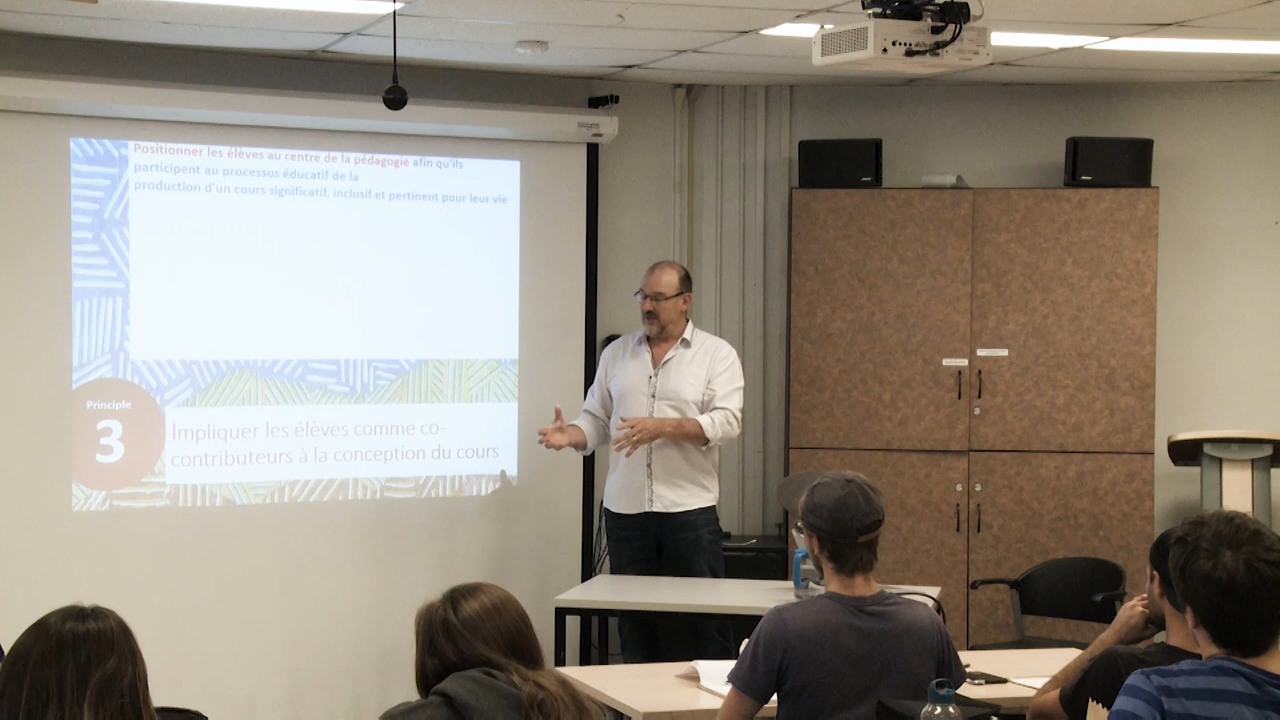 Positionner les élèves au centre de la pédagogie afin qu'ils
participent au processus éducatif de la
production d'un cours significatif, inclusif et pertinent pour leur vie
Principle
3
Impliquer les élèves comme co-
contributeurs à la conception du cours